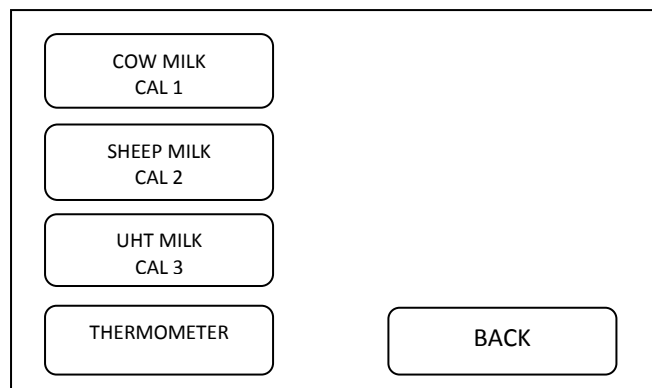 COW MILK
CAL 1
SHEEP MILK
CAL 2
UHT MILK
CAL 3
THERMOMETER
BACK